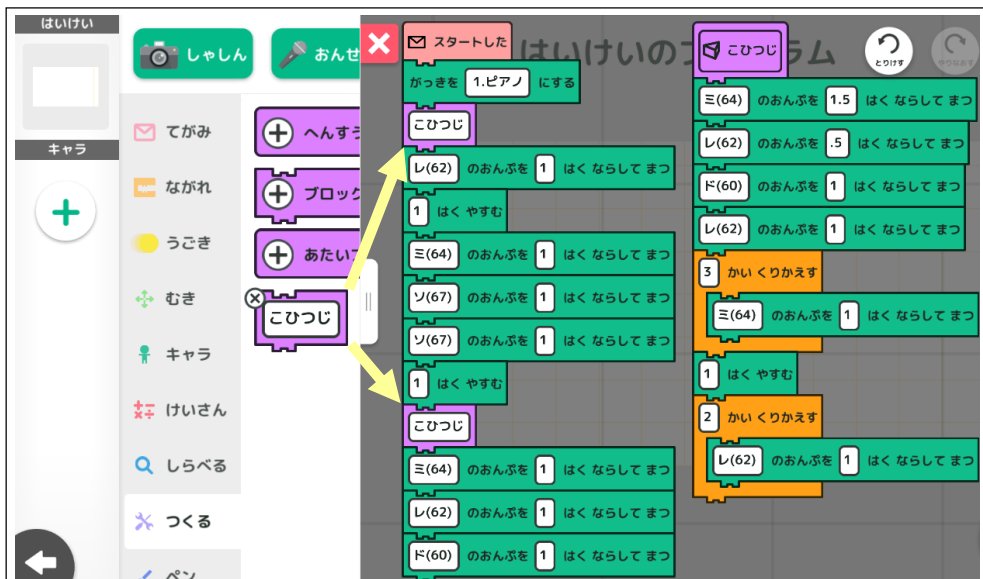 はいけい
キャラ
しゃしん
おんせ
てがみ
ながれ
うごき
むき
キャラ
けいさん
しらべる
つくる
ペン
へんすう
ブロック
あたい
こひつじ
はいけいのプログラム
とりけす
やりなおす
スタートした
がっきを 1.ピアノ にする
こひつじ
レ(62) のおんぷを 1 はく ならして まつ
1 はく やすむ
ミ(64) のおんぷを 1 はく ならして まつ
ソ(67) のおんぷを 1 はく ならして まつ
ソ(67) のおんぷを 1 はく ならして まつ
1 はく やすむ
こひつじ
ミ(64) のおんぷを 1 はく ならして まつ
レ(62) のおんぷを 1 はく ならして まつ
ド(60) のおんぷを 1 はく ならして まつ
こひつじ
ミ(64) のおんぷを 1.5 はく ならして まつ
レ(62) のおんぷを .5 はく ならして まつ
ド(60) のおんぷを 1 はく ならして まつ
レ(62) のおんぷを 1 はく ならして まつ
3 かい くりかえす
ミ(64) のおんぷを 1 はく ならして まつ
1 はく やすむ
2 かい くりかえす
レ(62) のおんぷを 1 はく ならして まつ